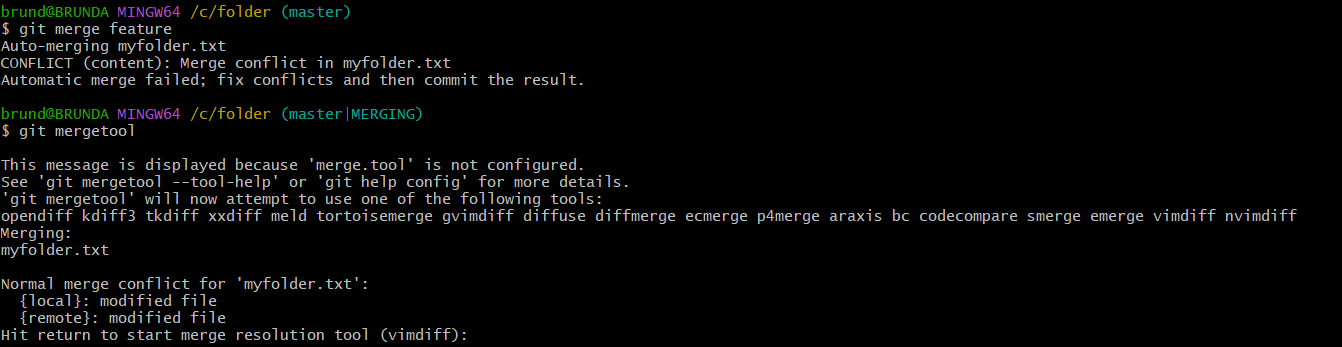 brund@BRUNDA MINGW64 /c/folder (master)
$ git merge feature
Auto-merging myfolder.txt
CONFLICT (content): Merge conflict in myfolder.txt
Automatic merge failed; fix conflicts and then commit the result.
brund@BRUNDA MINGW64 /c/folder (master|MERGING)
$ git mergetool
This message is displayed because 'merge.tool' is not configured.
See 'git mergetool --tool-help' or 'git help config' for more details.
'git mergetool' will now attempt to use one of the following tools:
opendiff kdiff3 tkdiff xxdiff meld tortoisemerge gvimdiff diffuse diffmerge ecmerge p4merge araxis bc codecompare smerge emerge vimdiff nvimdiff
Merging:
myfolder.txt
Normal merge conflict for 'myfolder.txt':
  {local}: modified file
  {remote}: modified file
Hit return to start merge resolution tool (vimdiff):